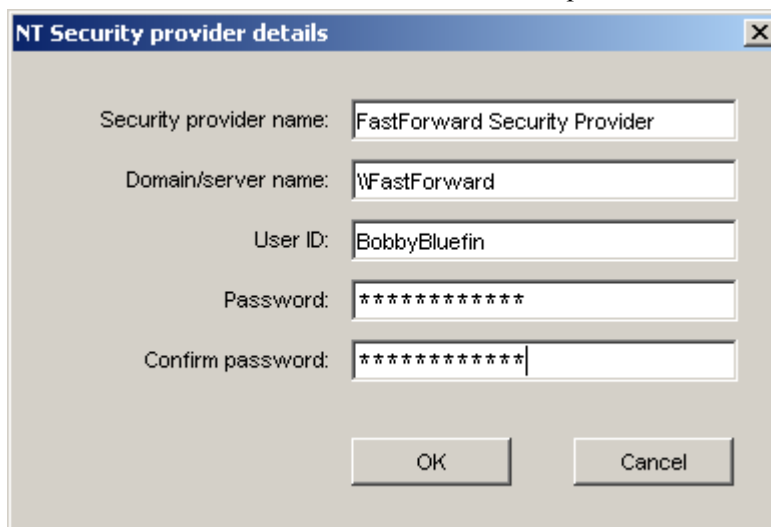 NT Security provider details
Security provider name: FastForward Security Provider
Domain/server name: \\FastForward
User ID: BobbyBluefin
Password: ************
Confirm password: ************
OK Cancel